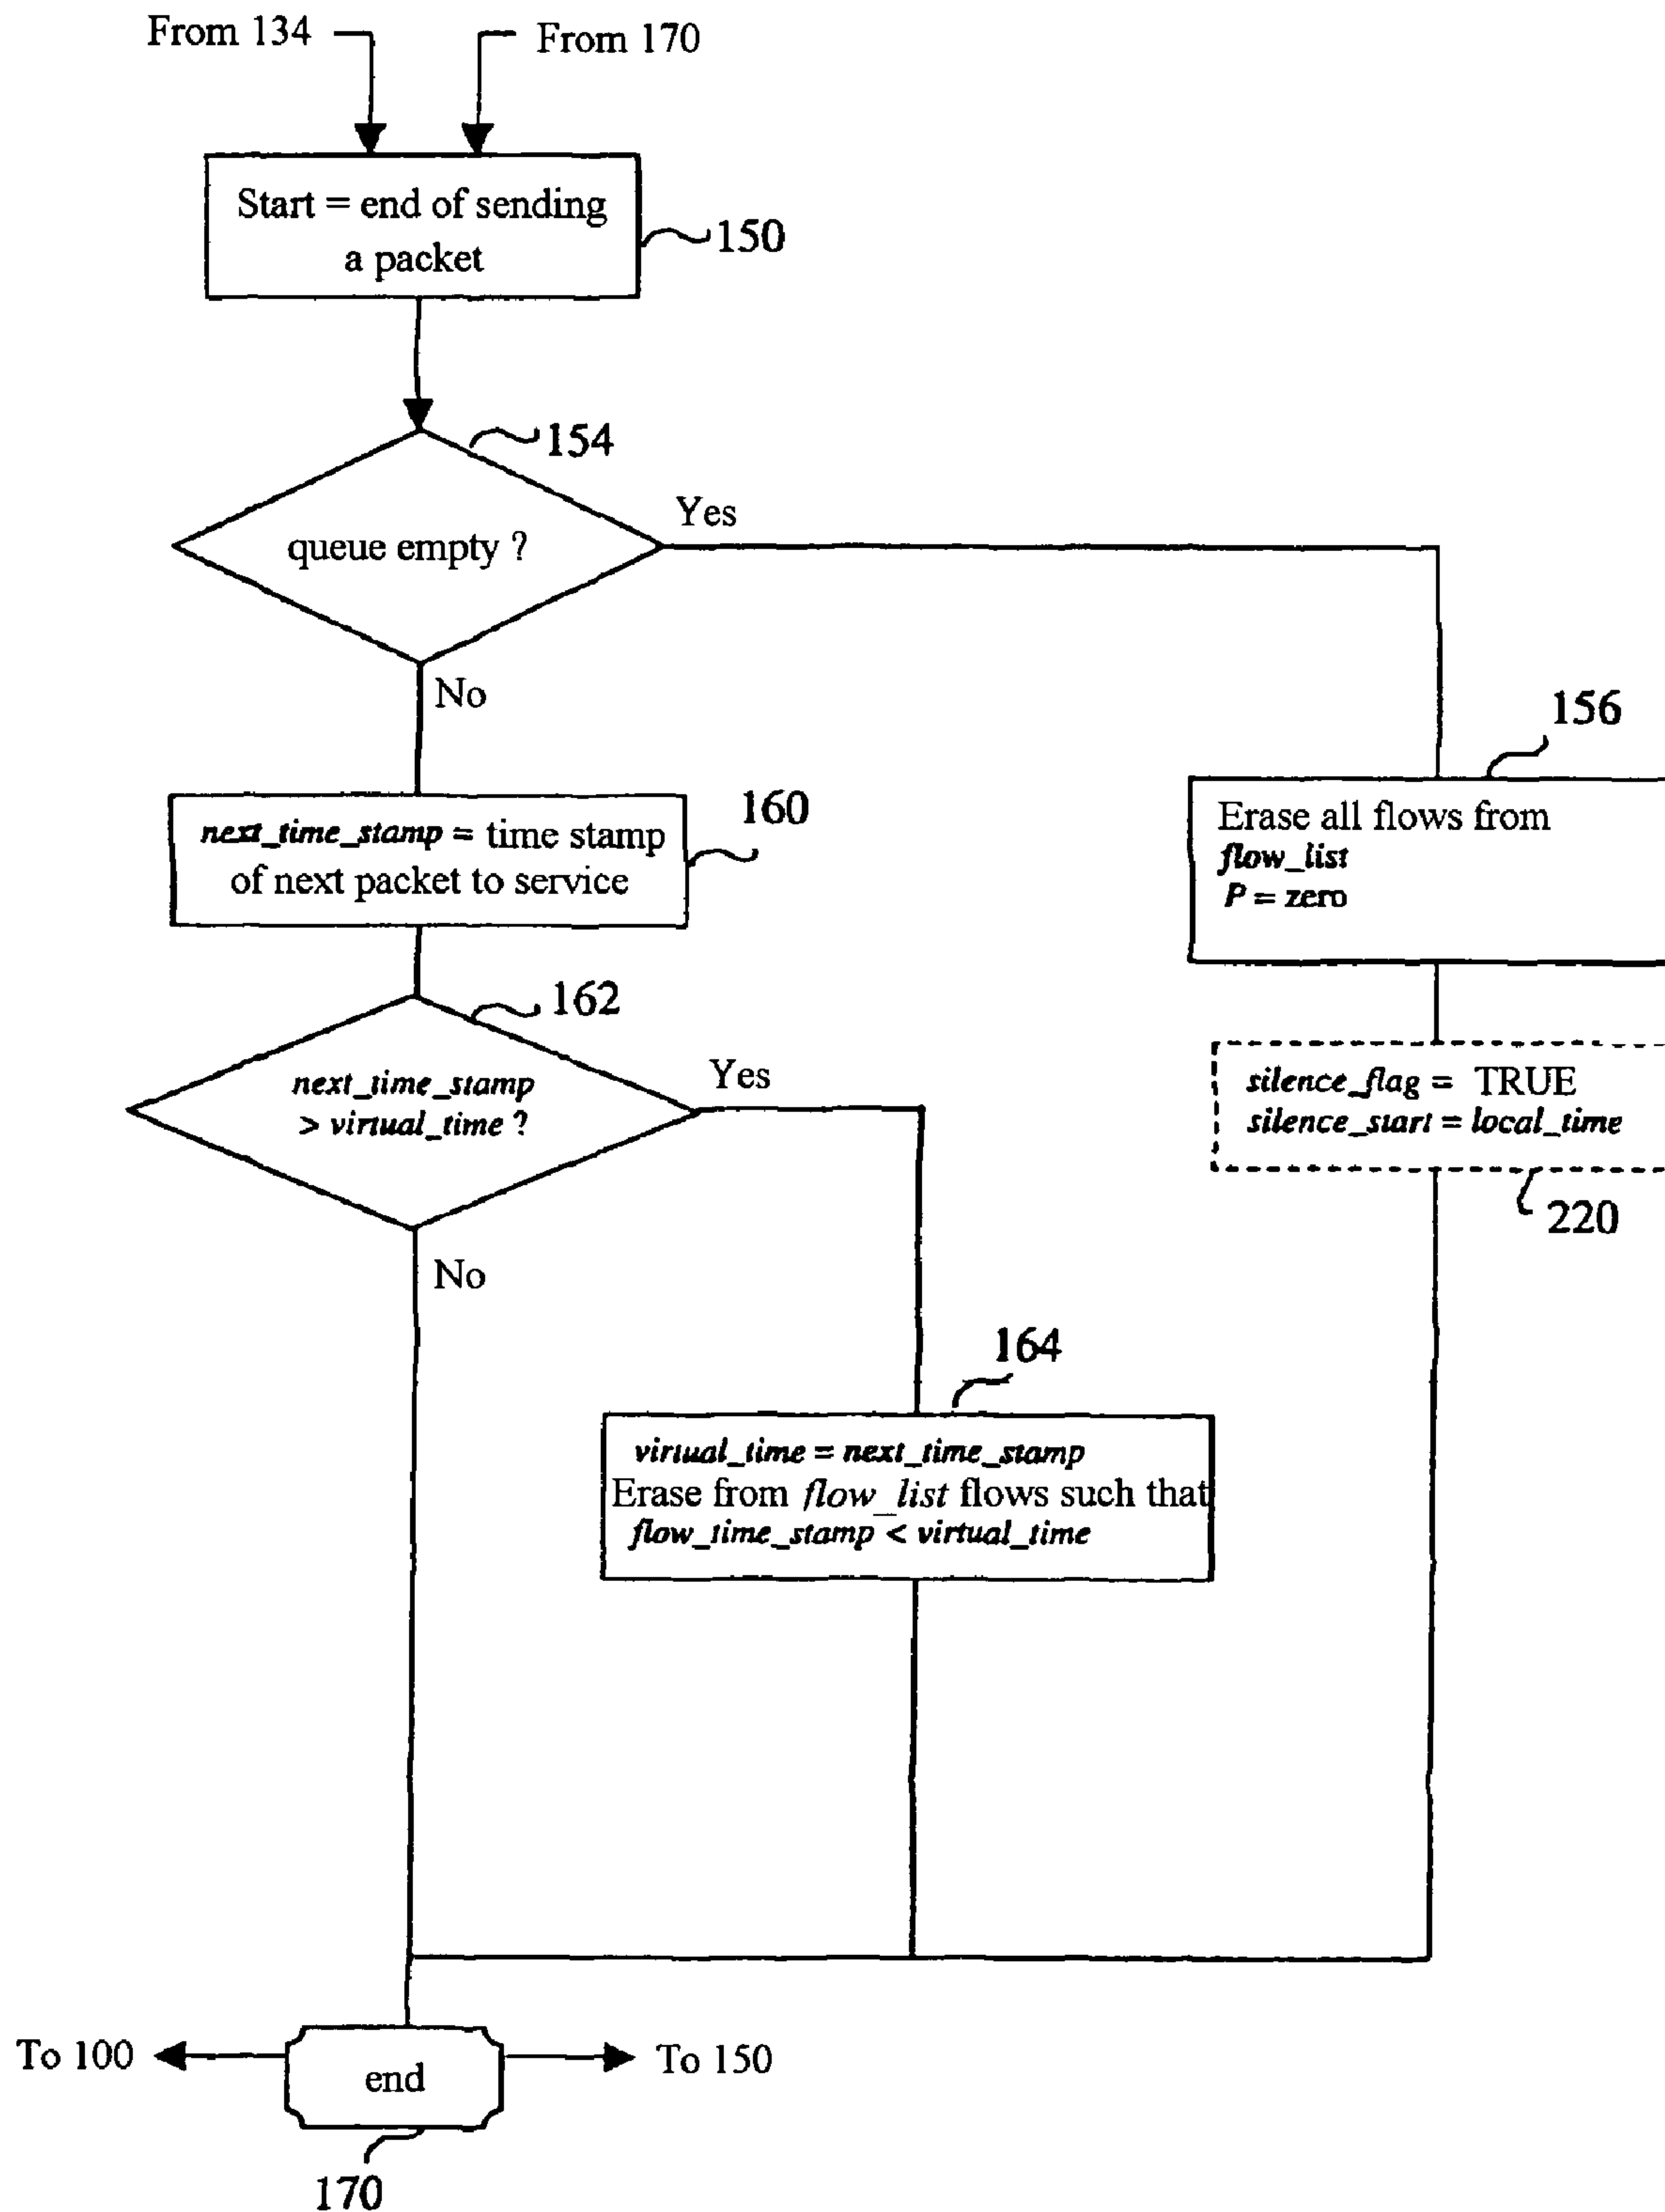 From 134
From 170
Start = end of sending
a packet
150
154
queue empty ?
Yes
No
156
160
next_time_stamp = time stamp
of next packet to service
Erase all flows from
flow_list
P = zero
162
next_time_stamp
> virtual_time ?
Yes
silence_flag = TRUE
silence_start = local_time
220
No
164
virtual_time = next_time_stamp
Erase from flow_list flows such that
flow_time_stamp < virtual_time
To 100
end
To 150
170